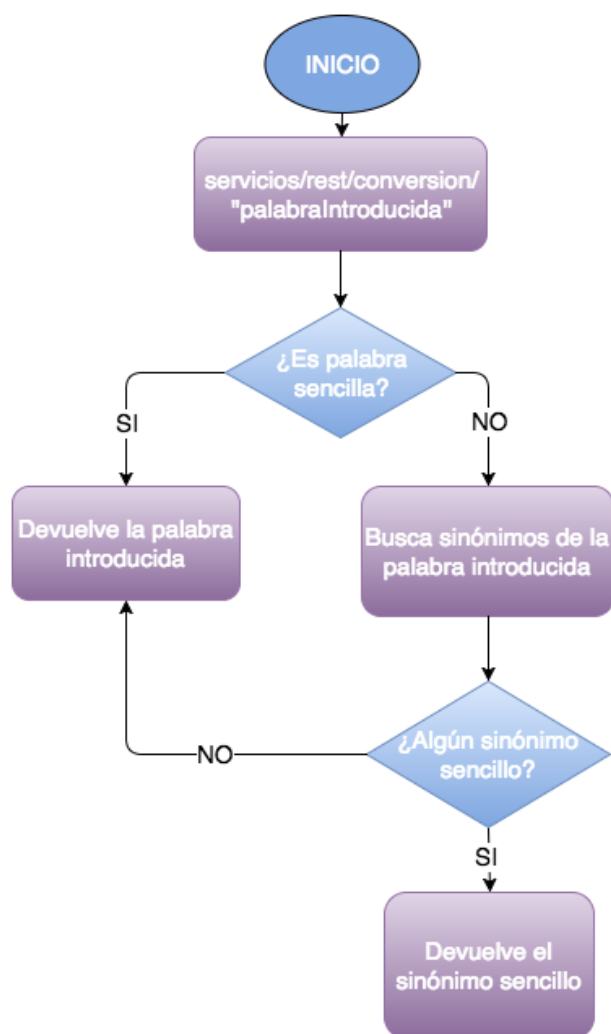 INICIO
servicios/rest/conversion/
"palabraIntroducida"
¿Es palabra
sencilla?
SI
NO
Devuelve la palabra
introducida
Busca sinónimos de la
palabra introducida
¿Algún sinónimo
sencillo?
NO
SI
Devuelve el
sinónimo sencillo